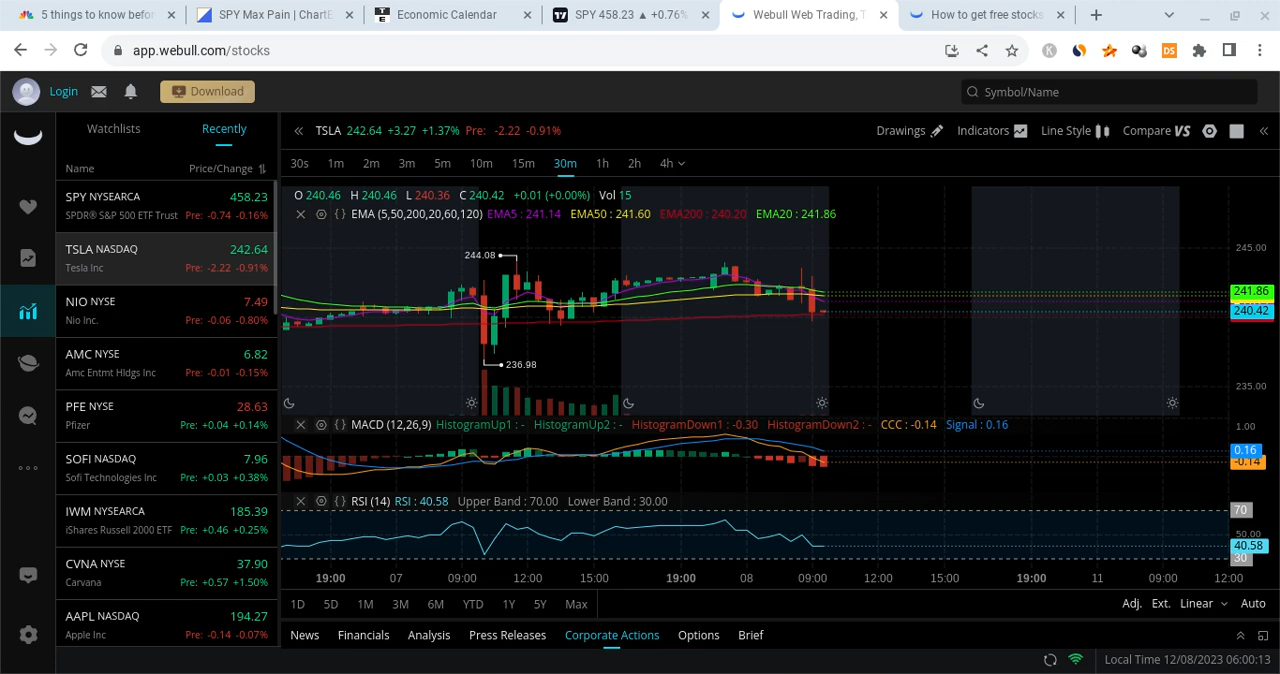 5 things to know befor
SPY Max Pain | ChartE
Economic Calendar
SPY 458.23 ▲ +0.76%
Webull Web Trading, T
How to get free stocks
app.webull.com/stocks
Login
Download
Symbol/Name
Watchlists
Recently
Name
Price/Change
SPY NYSEARCA 458.23
SPDR® S&P 500 ETF Trust Pre: -0.74 -0.16%
TSLA NASDAQ 242.64
Tesla Inc Pre: -2.22 -0.91%
NIO NYSE 7.49
Nio Inc. Pre: -0.06 -0.80%
AMC NYSE 6.82
Amc Entmt Hldgs Inc Pre: -0.01 -0.15%
PFE NYSE 28.63
Pfizer Pre: +0.04 +0.14%
SOFI NASDAQ 7.96
Sofi Technologies Inc Pre: +0.03 +0.38%
IWM NYSEARCA 185.39
iShares Russell 2000 ETF Pre: +0.46 +0.25%
CVNA NYSE 37.90
Carvana Pre: +0.57 +1.50%
AAPL NASDAQ 194.27
Apple Inc Pre: -0.14 -0.07%
TSLA 242.64 +3.27 +1.37% Pre: -2.22 -0.91%
Drawings Indicators Line Style Compare VS
30s 1m 2m 3m 5m 10m 15m 30m 1h 2h 4h
O 240.46 H 240.46 L 240.36 C 240.42 +0.01 (+0.00%) Vol 15
EMA (5,50,200,20,60,120) EMA5 : 241.14 EMA50 : 241.60 EMA200 : 240.20 EMA20 : 241.86
244.08
236.98
245.00
241.86
240.42
235.00
MACD (12,26,9) HistogramUp1 : - HistogramUp2 : - HistogramDown1 : -0.30 HistogramDown2 : - CCC : -0.14 Signal : 0.16
1.00
0.16
-0.14
RSI (14) RSI : 40.58 Upper Band : 70.00 Lower Band : 30.00
70
50.00
40.58
30
19:00 07 09:00 12:00 15:00 19:00 08 09:00 12:00 15:00 19:00 11 09:00 12:00
1D 5D 1M 3M 6M YTD 1Y 5Y Max
Adj. Ext. Linear Auto
News Financials Analysis Press Releases Corporate Actions Options Brief
Local Time 12/08/2023 06:00:13